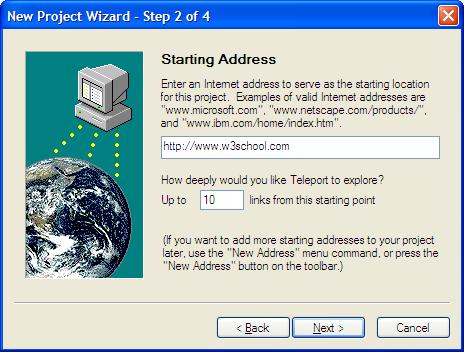 New Project Wizard - Step 2 of 4
Starting Address
Enter an Internet address to serve as the starting location
for this project. Examples of valid Internet addresses are
"www.microsoft.com", "www.netscape.com/products/",
and "www.ibm.com/home/index.htm".
http://www.w3school.com
How deeply would you like Teleport to explore?
Up to 10 links from this starting point
(If you want to add more starting addresses to your project
later, use the "New Address" menu command, or press the
"New Address" button on the toolbar.)
< Back Next > Cancel